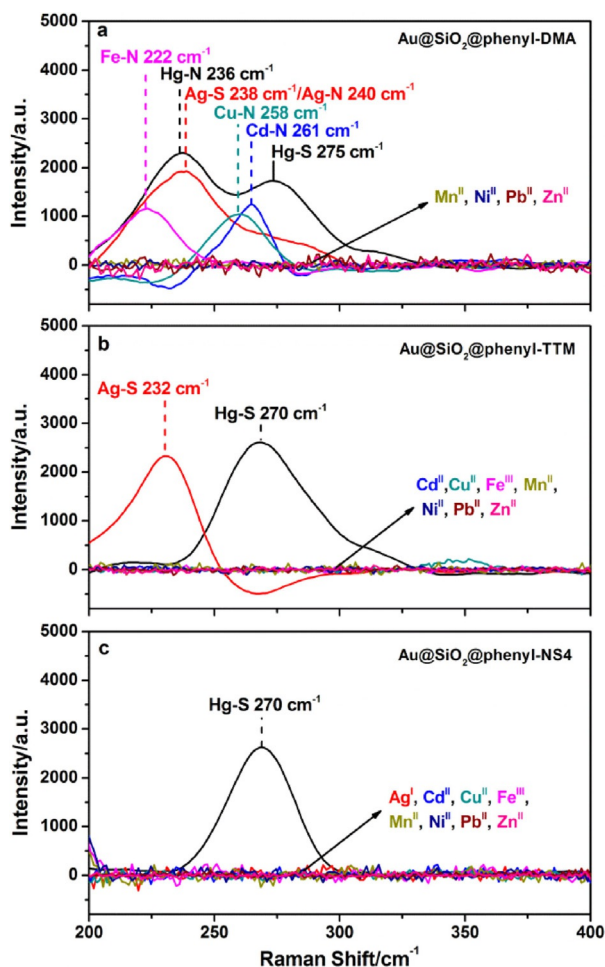 a
Au@SiO₂@phenyl-DMA
Fe-N 222 cm⁻¹
Hg-N 236 cm⁻¹
Ag-S 238 cm⁻¹/Ag-N 240 cm⁻¹
Cu-N 258 cm⁻¹
Cd-N 261 cm⁻¹
Hg-S 275 cm⁻¹
Mnᴵᴵ, Niᴵᴵ, Pbᴵᴵ, Znᴵᴵ
5000
4000
3000
2000
1000
0
Intensity/a.u.
b
Au@SiO₂@phenyl-TTM
Ag-S 232 cm⁻¹
Hg-S 270 cm⁻¹
Cdᴵᴵ,Cuᴵᴵ, Feᴵᴵᴵ, Mnᴵᴵ,
Niᴵᴵ, Pbᴵᴵ, Znᴵᴵ
5000
4000
3000
2000
1000
0
Intensity/a.u.
c
Au@SiO₂@phenyl-NS4
Hg-S 270 cm⁻¹
Agᴵ, Cdᴵᴵ, Cuᴵᴵ, Feᴵᴵᴵ,
Mnᴵᴵ, Niᴵᴵ, Pbᴵᴵ, Znᴵᴵ
5000
4000
3000
2000
1000
0
Intensity/a.u.
200 250 300 350 400
Raman Shift/cm⁻¹